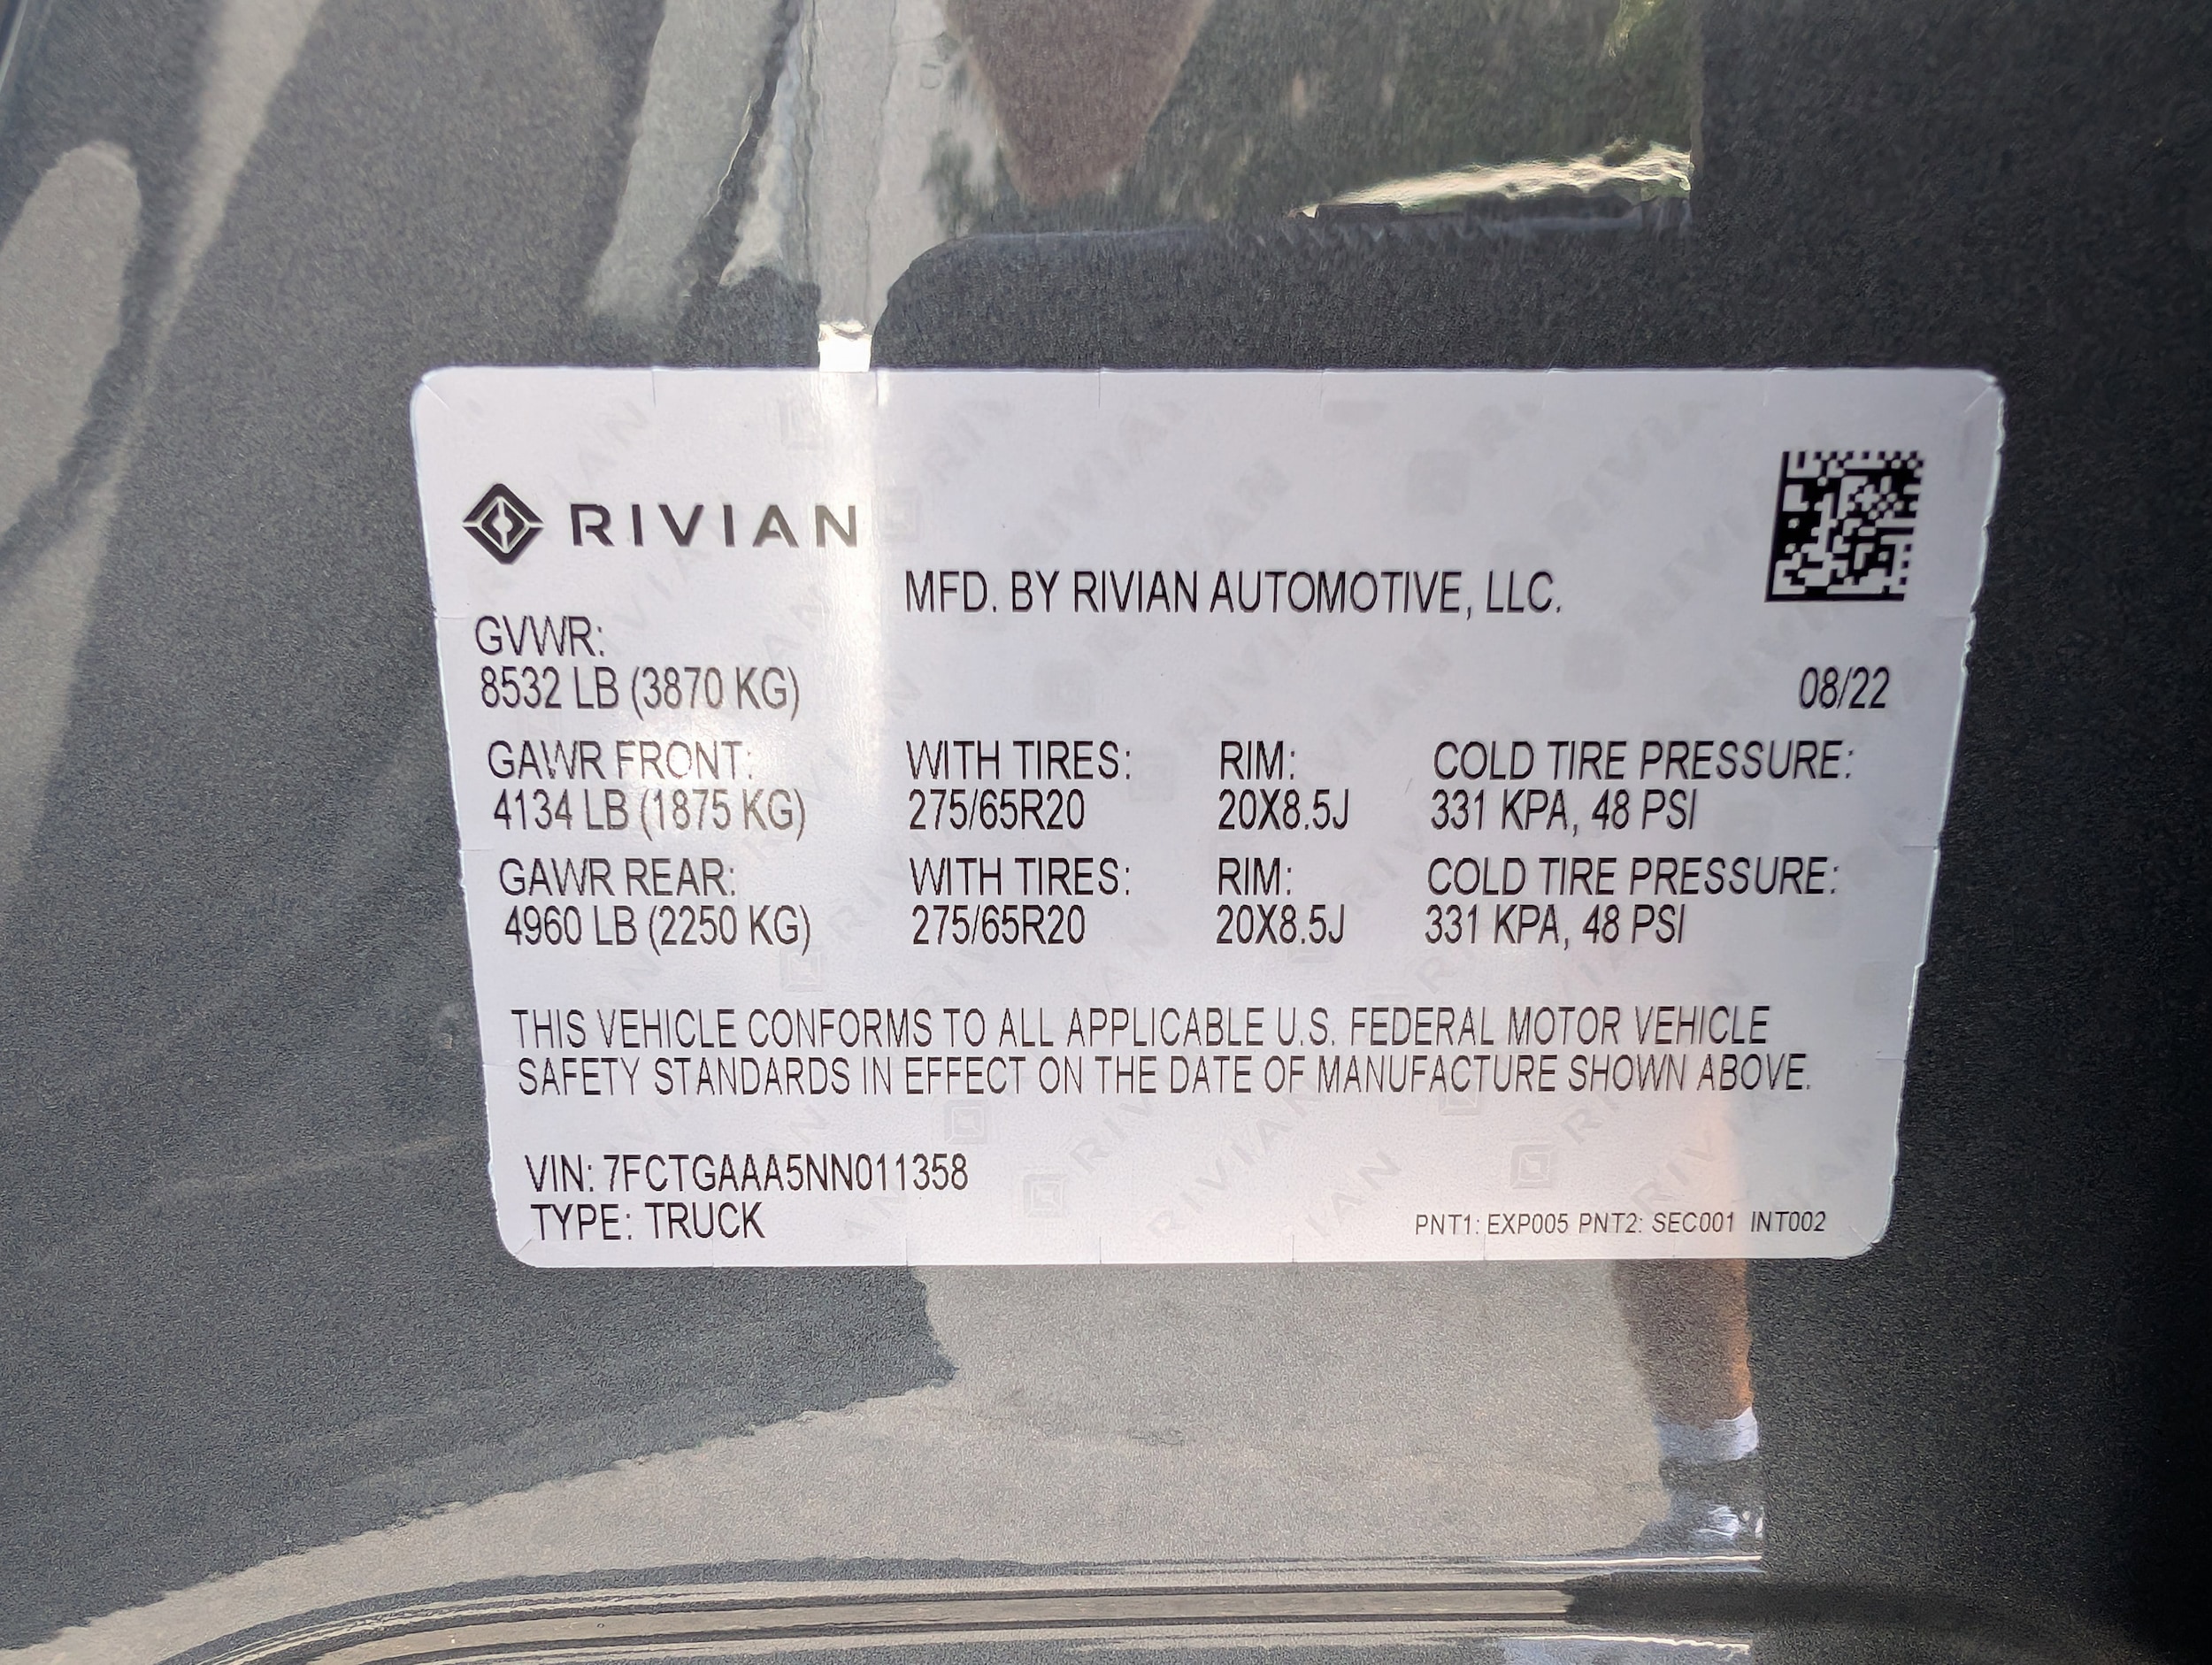 RIVIAN
MFD. BY RIVIAN AUTOMOTIVE, LLC.
GVWR:
8532 LB (3870 KG)
08/22
GAWR FRONT: WITH TIRES: RIM: COLD TIRE PRESSURE:
4134 LB (1875 KG) 275/65R20 20X8.5J 331 KPA, 48 PSI
GAWR REAR: WITH TIRES: RIM: COLD TIRE PRESSURE:
4960 LB (2250 KG) 275/65R20 20X8.5J 331 KPA, 48 PSI
THIS VEHICLE CONFORMS TO ALL APPLICABLE U.S. FEDERAL MOTOR VEHICLE
SAFETY STANDARDS IN EFFECT ON THE DATE OF MANUFACTURE SHOWN ABOVE.
VIN: 7FCTGAAA5NN011358
TYPE: TRUCK
PNT1: EXP005 PNT2: SEC001 INT002